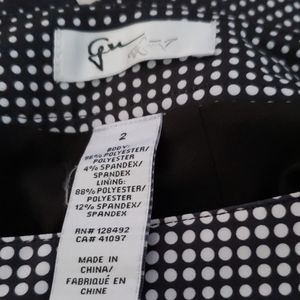 2
BODY:
96% POLYESTER/
POLYESTER
4% SPANDEX/
SPANDEX
LINING:
88% POLYESTER/
POLYESTER
12% SPANDEX/
SPANDEX
RN# 128492
CA# 41097
MADE IN
CHINA/
FABRIQUÉ EN
CHINE